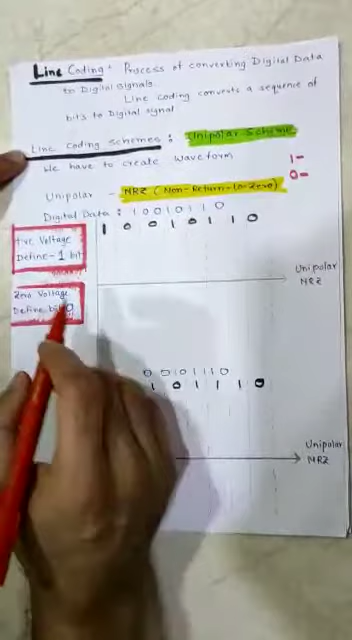 Line Coding : Process of converting Digital Data
to Digital signals.
Line coding converts a sequence of
bits to Digital signal
Line coding schemes : Unipolar Scheme
We have to create Waveform
1-
0-
Unipolar - NRZ (Non-Return-to-Zero)
Digital Data : 1 0 0 1 0 1 1 0
1 0 0 1 0 1 1 0
+ve Voltage
Define - 1 bit
Zero Voltage
Define bit 0
Unipolar
NRZ
0 0 1 0 1 1 1 0
1 0 1 1 1 0
Unipolar
NRZ